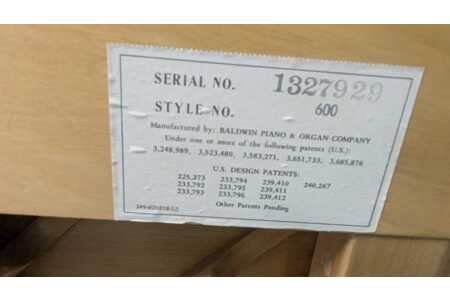 SERIAL NO. 1327929
STYLE NO. 600
Manufactured by: BALDWIN PIANO & ORGAN COMPANY
Under one or more of the following patents (U.S.):
3,248,989, 3,523,480, 3,583,271, 3,651,733, 3,685,876
U.S. DESIGN PATENTS:
225,273 233,794 239,410 240,267
233,792 233,795 239,411
233,793 233,796 239,412
Other Patents Pending